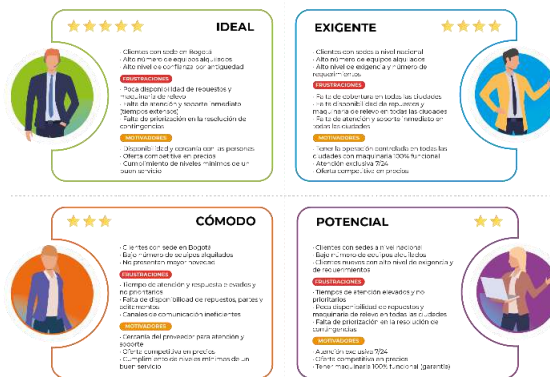 IDEAL
· Clientes con sede en Bogotá
· Alto número de equipos alquilados
· Alto nivel de confianza por antigüedad
FRUSTRACIONES
· Poca disponibilidad de repuestos y
maquinaria de relevo
· Falta de atención y soporte inmediato
(tiempos extensos)
· Falta de priorización en la resolución de
contingencias
MOTIVADORES
· Disponibilidad y cercanía con las personas
· Oferta competitiva en precios
· Cumplimiento de niveles mínimos de un
buen servicio
EXIGENTE
· Clientes con sedes a nivel nacional
· Alto número de equipos alquilados
· Alto nivel de exigencia y número de
requerimientos
FRUSTRACIONES
· Falta de cobertura en todas las ciudades
· Falta disponibilidad de repuestos y
maquinaria de relevo en todas las ciudades
· Falta de atención y soporte inmediato en
todas las ciudades
MOTIVADORES
· Tener la operación controlada en todas las
ciudades con maquinaria 100% funcional
· Atención exclusiva 7/24
· Oferta competitiva en precios
CÓMODO
· Clientes con sede en Bogotá
· Bajo número de equipos alquilados
· No presentan mayor novedad
FRUSTRACIONES
· Tiempo de atención y respuesta elevados y
no prioritarios
· Falta de disponibilidad de repuestos, partes y
aditamentos
· Canales de comunicación ineficientes
MOTIVADORES
· Cercanía del proveedor para atención y
soporte
· Oferta competitiva en precios
· Cumplimiento de niveles mínimos de un
buen servicio
POTENCIAL
· Clientes con sedes a nivel nacional
· Bajo número de equipos alquilados
· Clientes nuevos con alto nivel de exigencia y
de requerimientos
FRUSTRACIONES
· Tiempos de atención elevados y no
prioritarios
· Poca disponibilidad de repuestos y
maquinaria de relevo en todas las ciudades
· Falta de priorización en la resolución de
contingencias
MOTIVADORES
· Atención exclusiva 7/24
· Oferta competitiva en precios
· Tener maquinaria 100% funcional (garantía)